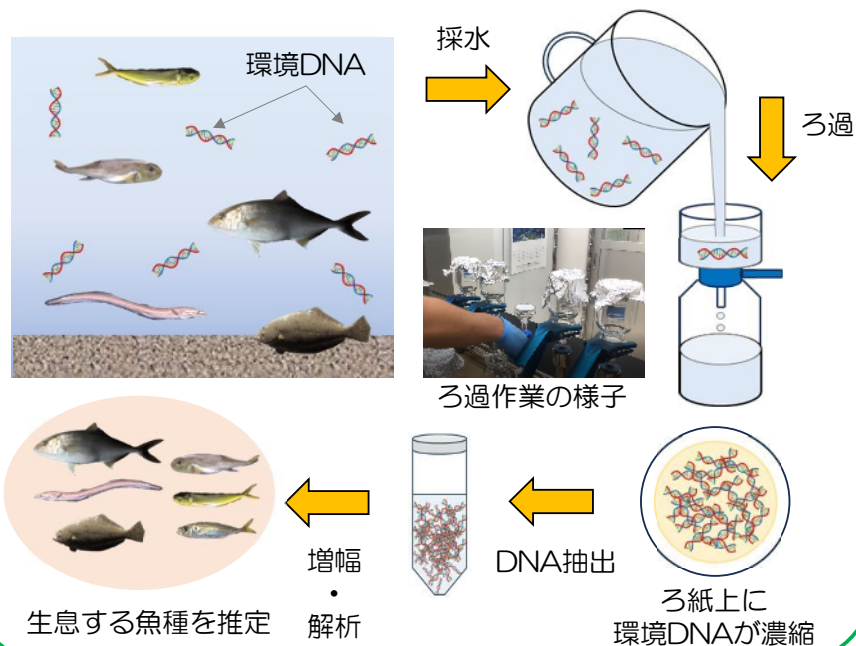 環境DNA
採水
ろ過
ろ過作業の様子
ろ紙上に
環境DNAが濃縮
DNA抽出
増幅
・
解析
生息する魚種を推定